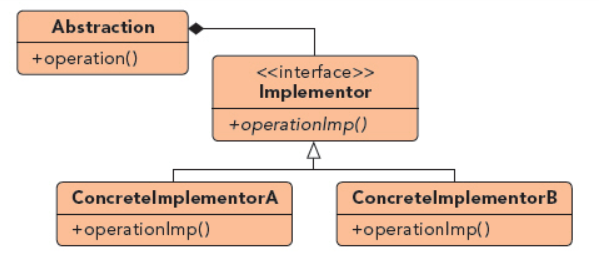 Abstraction
+operation()
<<interface>>
Implementor
+operationImp()
ConcreteImplementorA
+operationImp()
ConcreteImplementorB
+operationImp()